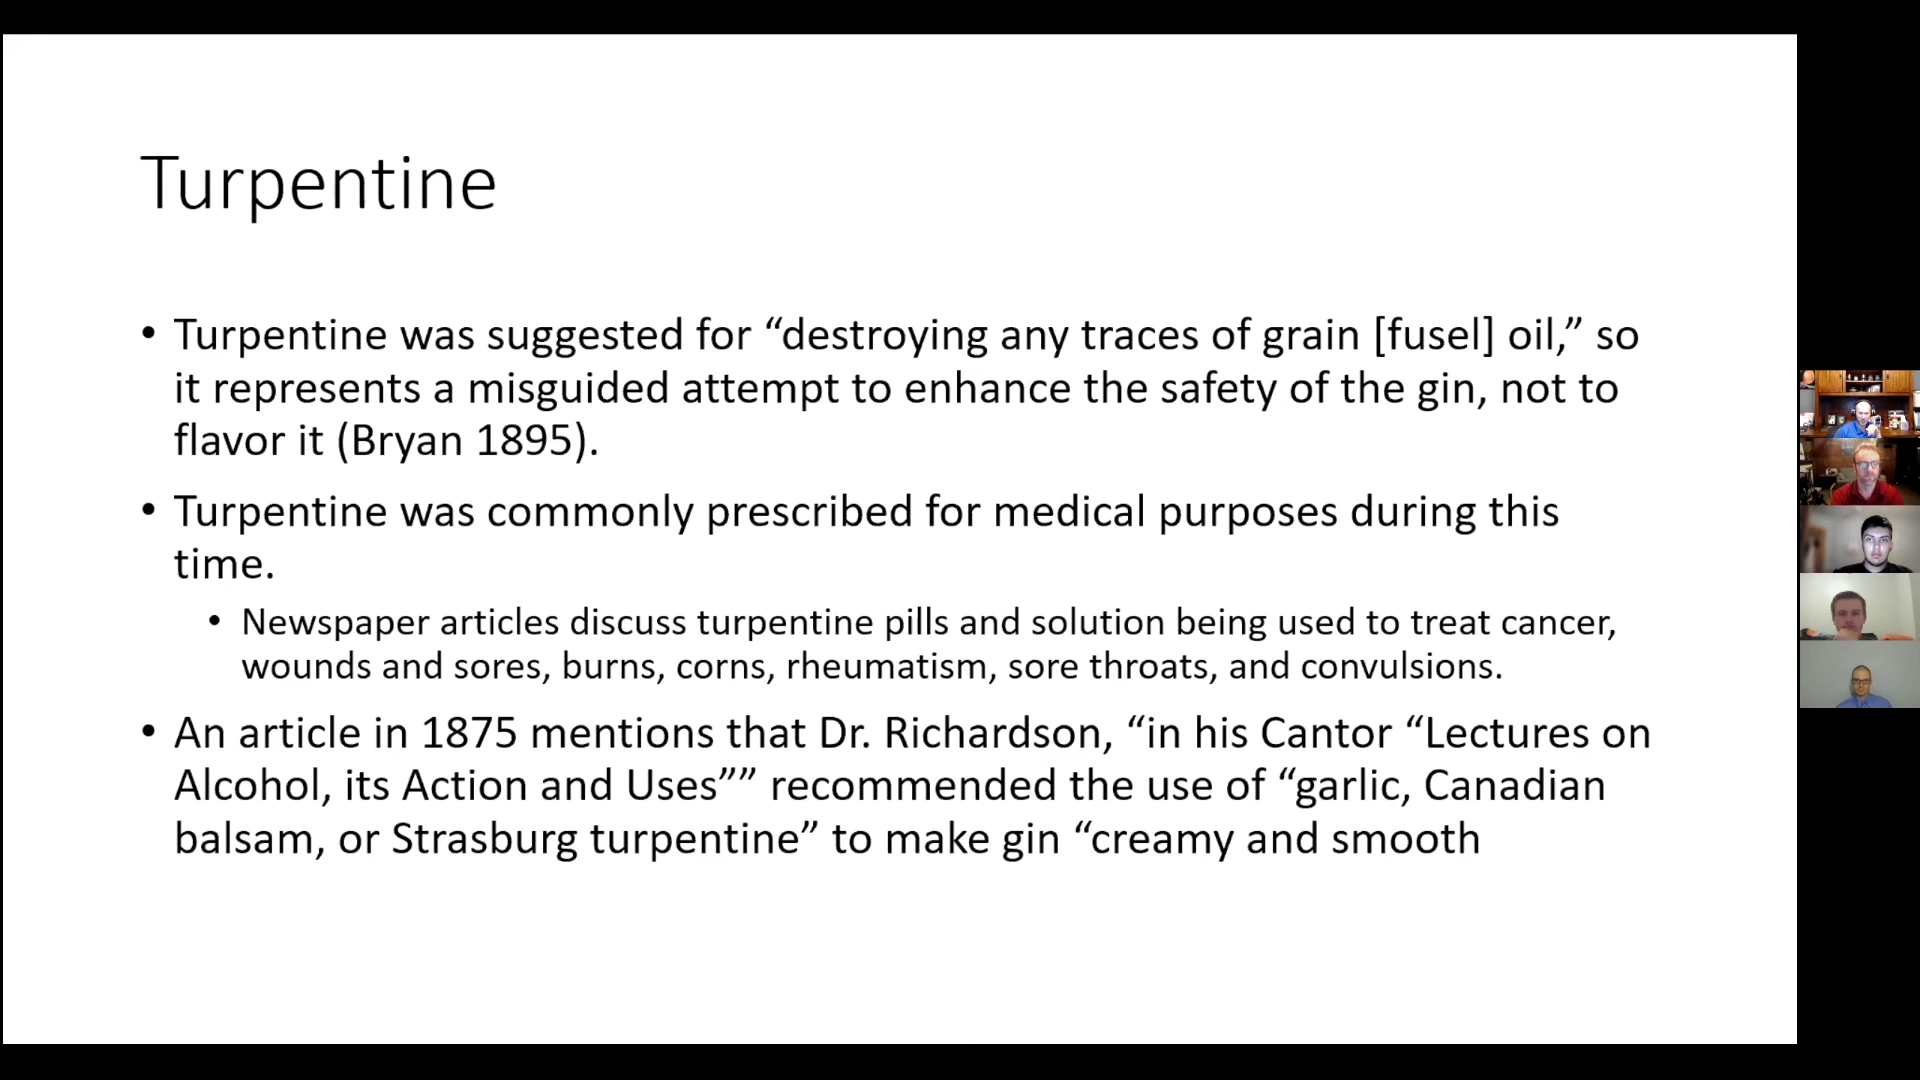 Turpentine
• Turpentine was suggested for “destroying any traces of grain [fusel] oil,” so
it represents a misguided attempt to enhance the safety of the gin, not to
flavor it (Bryan 1895).
• Turpentine was commonly prescribed for medical purposes during this
time.
• Newspaper articles discuss turpentine pills and solution being used to treat cancer,
wounds and sores, burns, corns, rheumatism, sore throats, and convulsions.
• An article in 1875 mentions that Dr. Richardson, “in his Cantor “Lectures on
Alcohol, its Action and Uses”” recommended the use of “garlic, Canadian
balsam, or Strasburg turpentine” to make gin “creamy and smooth